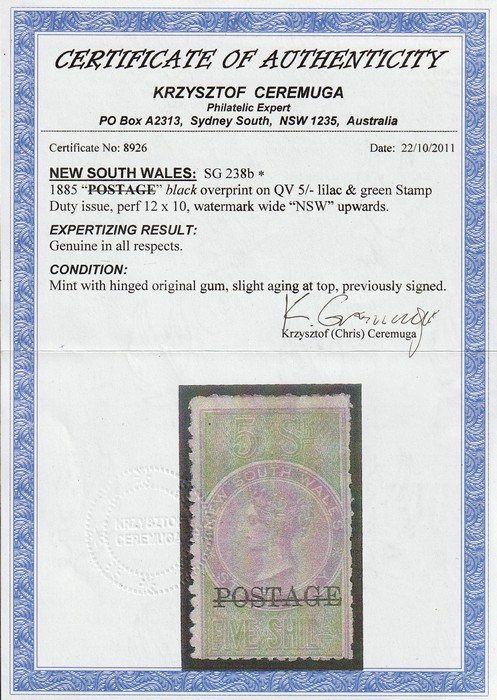 CERTIFICATE OF AUTHENTICITY
KRZYSZTOF CEREMUGA
Philatelic Expert
PO Box A2313, Sydney South, NSW 1235, Australia
Certificate No: 8926 Date: 22/10/2011
NEW SOUTH WALES: SG 238b *
1885 “POSTAGE” black overprint on QV 5/- lilac & green Stamp
Duty issue, perf 12 x 10, watermark wide “NSW” upwards.
EXPERTIZING RESULT:
Genuine in all respects.
CONDITION:
Mint with hinged original gum, slight aging at top, previously signed.
K. Ceremuga
Krzysztof (Chris) Ceremuga
5 S-
NEW SOUTH WALES
POSTAGE
FIVE SHIL-
KRZYSZTOF
CEREMUGA